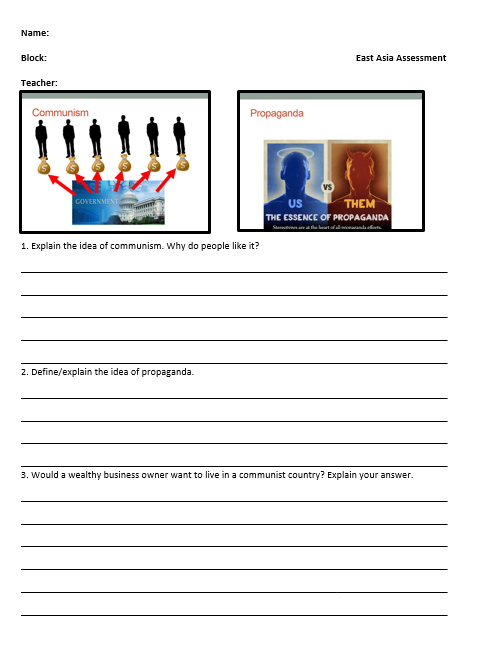 Name:
Block:
East Asia Assessment
Teacher:
Communism
GOVERNMENT
Propaganda
VS
US
THEM
THE ESSENCE OF PROPAGANDA
Stereotypes are at the heart of all propaganda efforts.
1. Explain the idea of communism. Why do people like it?
2. Define/explain the idea of propaganda.
3. Would a wealthy business owner want to live in a communist country? Explain your answer.